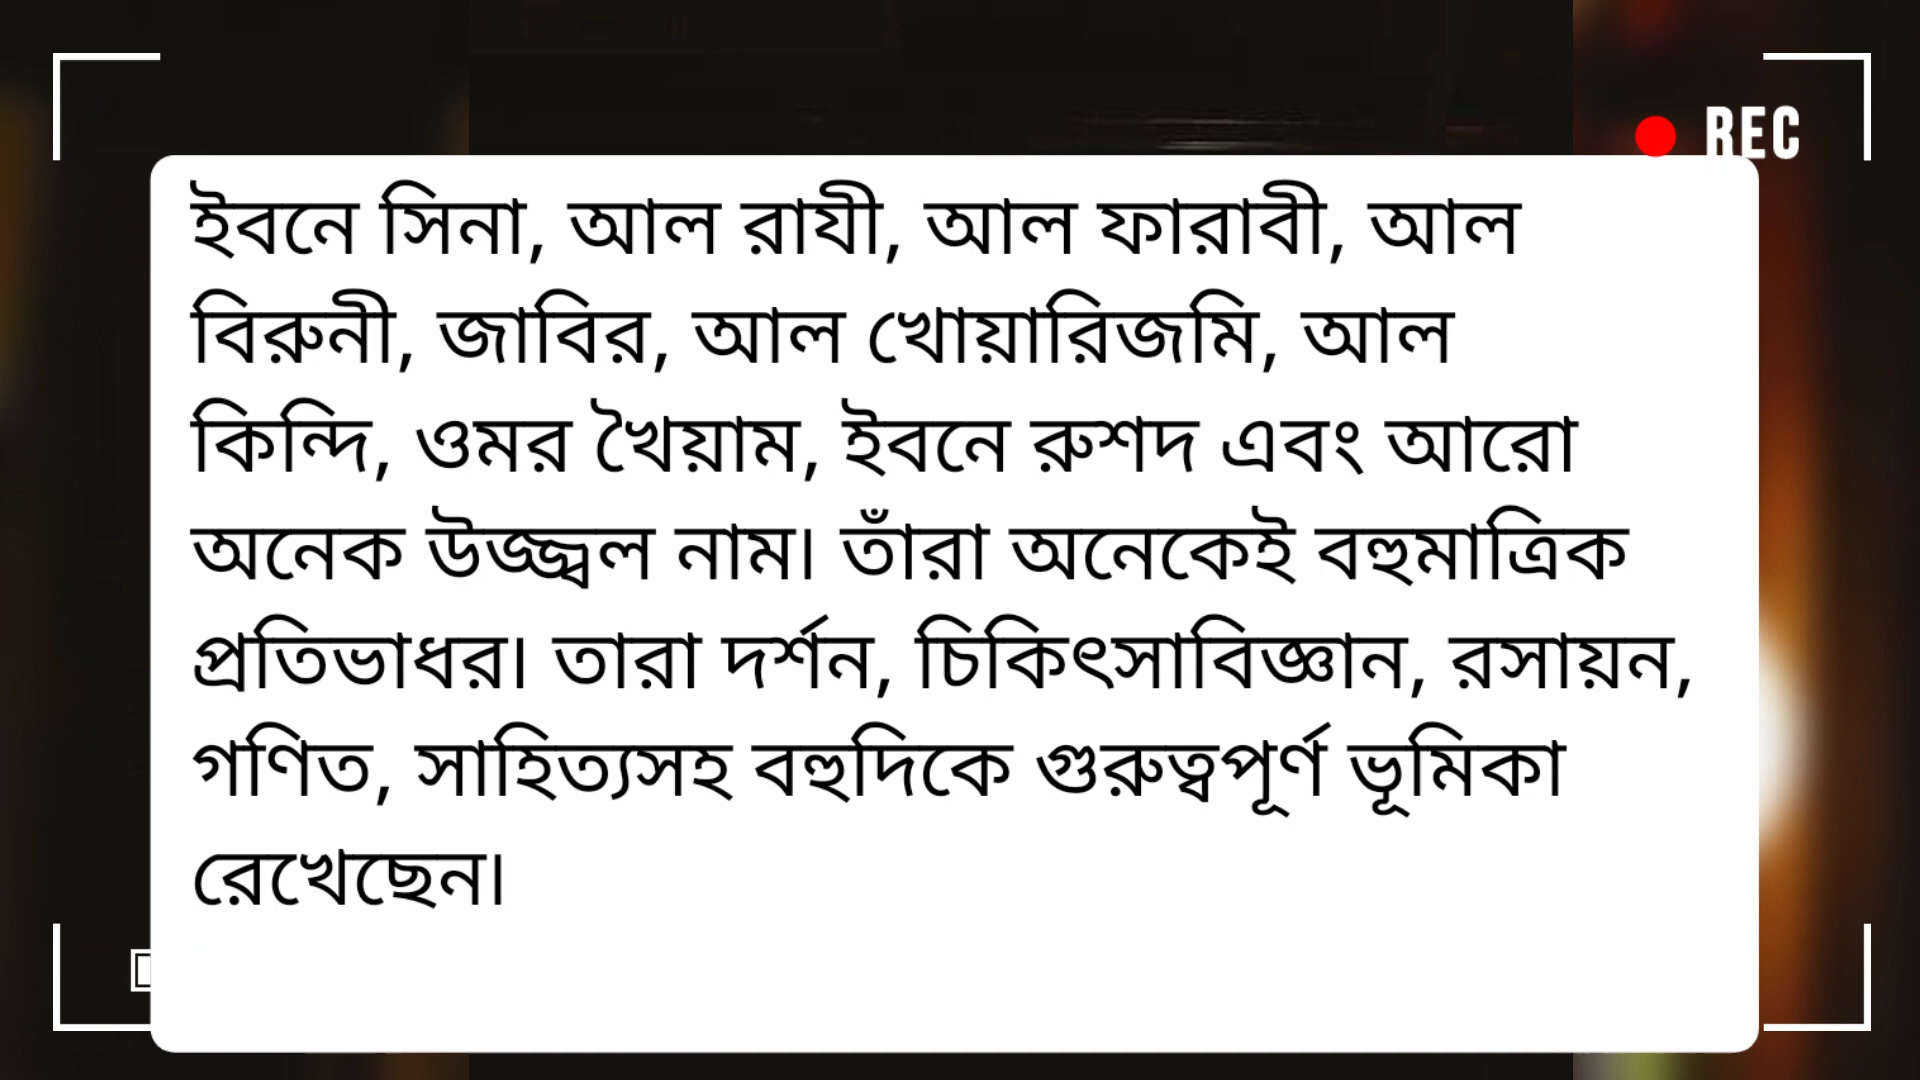 REC
ইবনে সিনা, আল রাযী, আল ফারাবী, আল
বিরুনী, জাবির, আল খোয়ারিজমি, আল
কিন্দি, ওমর খৈয়াম, ইবনে রুশদ এবং আরো
অনেক উজ্জ্বল নাম। তাঁরা অনেকেই বহুমাত্রিক
প্রতিভাধর। তারা দর্শন, চিকিৎসাবিজ্ঞান, রসায়ন,
গণিত, সাহিত্যসহ বহুদিকে গুরুত্বপূর্ণ ভূমিকা
রেখেছেন।